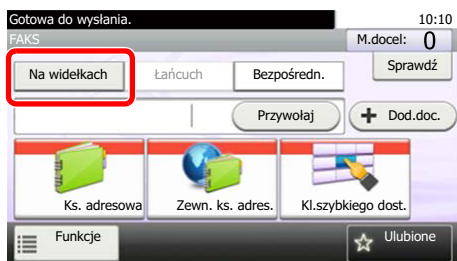 Gotowa do wysłania. 10:10
FAKS M.docel: 0
Na widełkach Łańcuch Bezpośredn. Sprawdź
Przywołaj Dod.doc.
Ks. adresowa Zewn. ks. adres. Kl.szybkiego dost.
Funkcje Ulubione